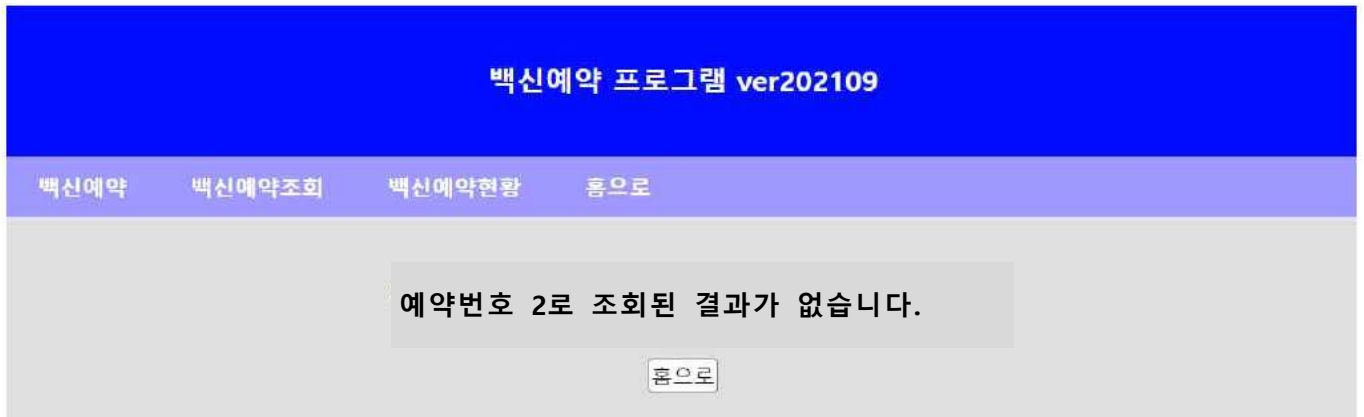 백신예약 프로그램 ver202109
백신예약 백신예약조회 백신예약현황 홈으로
예약번호 2로 조회된 결과가 없습니다.
홈으로